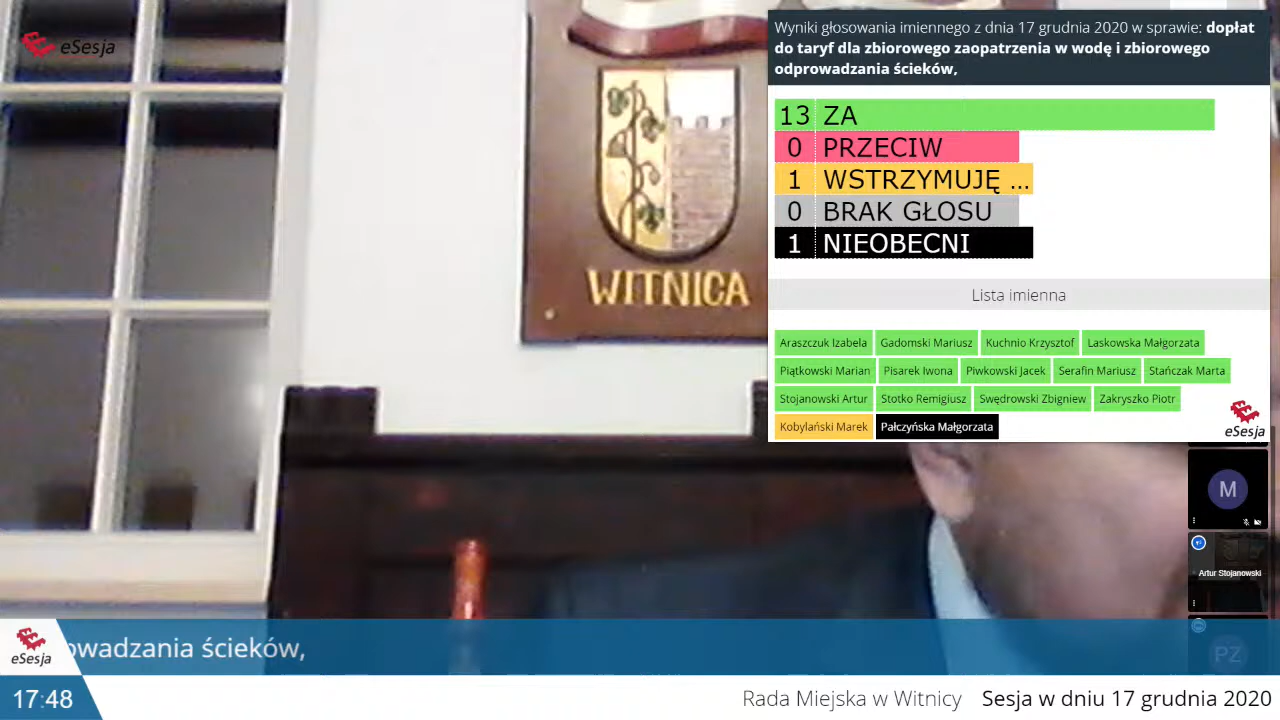 eSesja
Wyniki głosowania imiennego z dnia 17 grudnia 2020 w sprawie: dopłat
do taryf dla zbiorowego zaopatrzenia w wodę i zbiorowego
odprowadzania ścieków,
13 ZA
0 PRZECIW
1 WSTRZYMUJĘ ...
0 BRAK GŁOSU
1 NIEOBECNI
Lista imienna
Araszczuk Izabela Gadomski Mariusz Kuchnio Krzysztof Laskowska Małgorzata
Piątkowski Marian Pisarek Iwona Piwkowski Jacek Serafin Mariusz Stańczak Marta
Stojanowski Artur Stotko Remigiusz Swędrowski Zbigniew Zakryszko Piotr
Kobylański Marek Pałczyńska Małgorzata
eSesja
WITNICA
M
Artur Stojanowski
PZ
eSesja
owadzania ścieków,
17:48
Rada Miejska w Witnicy Sesja w dniu 17 grudnia 2020